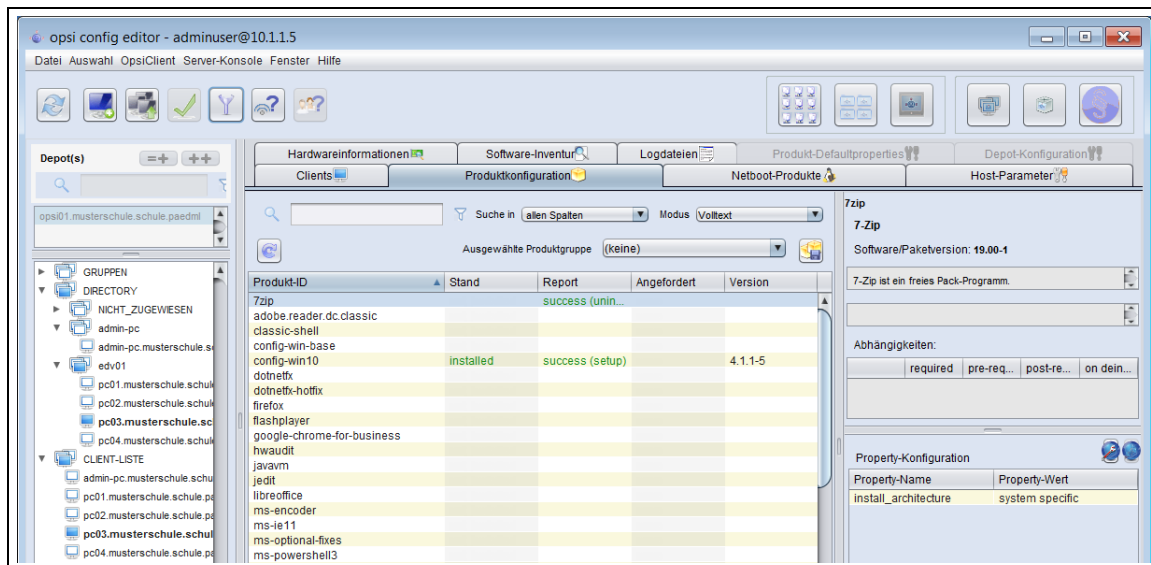 opsi config editor - adminuser@10.1.1.5
Datei Auswahl OpsiClient Server-Konsole Fenster Hilfe
Depot(s)
opsi01.musterschule.schule.paedml
GRUPPEN
DIRECTORY
NICHT_ZUGEWIESEN
admin-pc
admin-pc.musterschule.s
edv01
pc01.musterschule.schul
pc02.musterschule.schul
pc03.musterschule.sc
pc04.musterschule.schul
CLIENT-LISTE
admin-pc.musterschule.schu
pc01.musterschule.schule.pa
pc02.musterschule.schule.pa
pc03.musterschule.schul
pc04.musterschule.schule.pa
Hardwareinformationen Software-Inventur Logdateien Produkt-Defaultproperties Depot-Konfiguration
Clients Produktkonfiguration Netboot-Produkte Host-Parameter
Suche in allen Spalten Modus Volltext
Ausgewählte Produktgruppe (keine)
Produkt-ID Stand Report Angefordert Version
7zip success (unin...
adobe.reader.dc.classic
classic-shell
config-win-base
config-win10 installed success (setup) 4.1.1-5
dotnetfx
dotnetfx-hotfix
firefox
flashplayer
google-chrome-for-business
hwaudit
javavm
jedit
libreoffice
ms-encoder
ms-ie11
ms-optional-fixes
ms-powershell3
7zip
7-Zip
Software/Paketversion: 19.00-1
7-Zip ist ein freies Pack-Programm.
Abhängigkeiten:
required pre-req... post-re... on dein...
Property-Konfiguration
Property-Name Property-Wert
install_architecture system specific